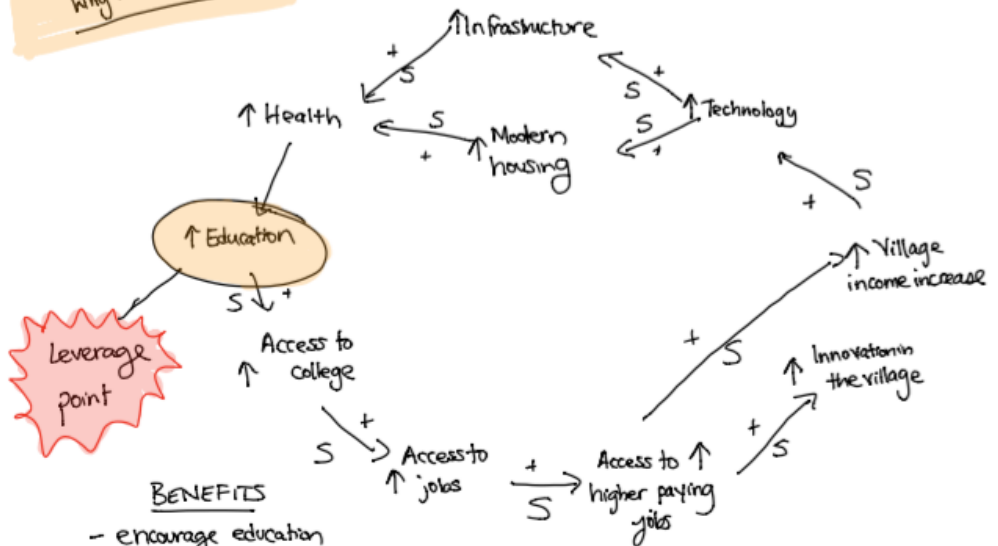 Why
↑ Infrastructure
+
S
↑ Health
S
+
↑ Modern
housing
+
S
S
+
↑ Technology
S
+
↑ Education
S +
Leverage
point
Access to
↑ college
+
S
Access to
↑ jobs
+
S
Access to ↑
higher paying
jobs
+
S
↑ Village
income increase
+
S
↑ Innovation in
the village
BENEFITS
- encourage education